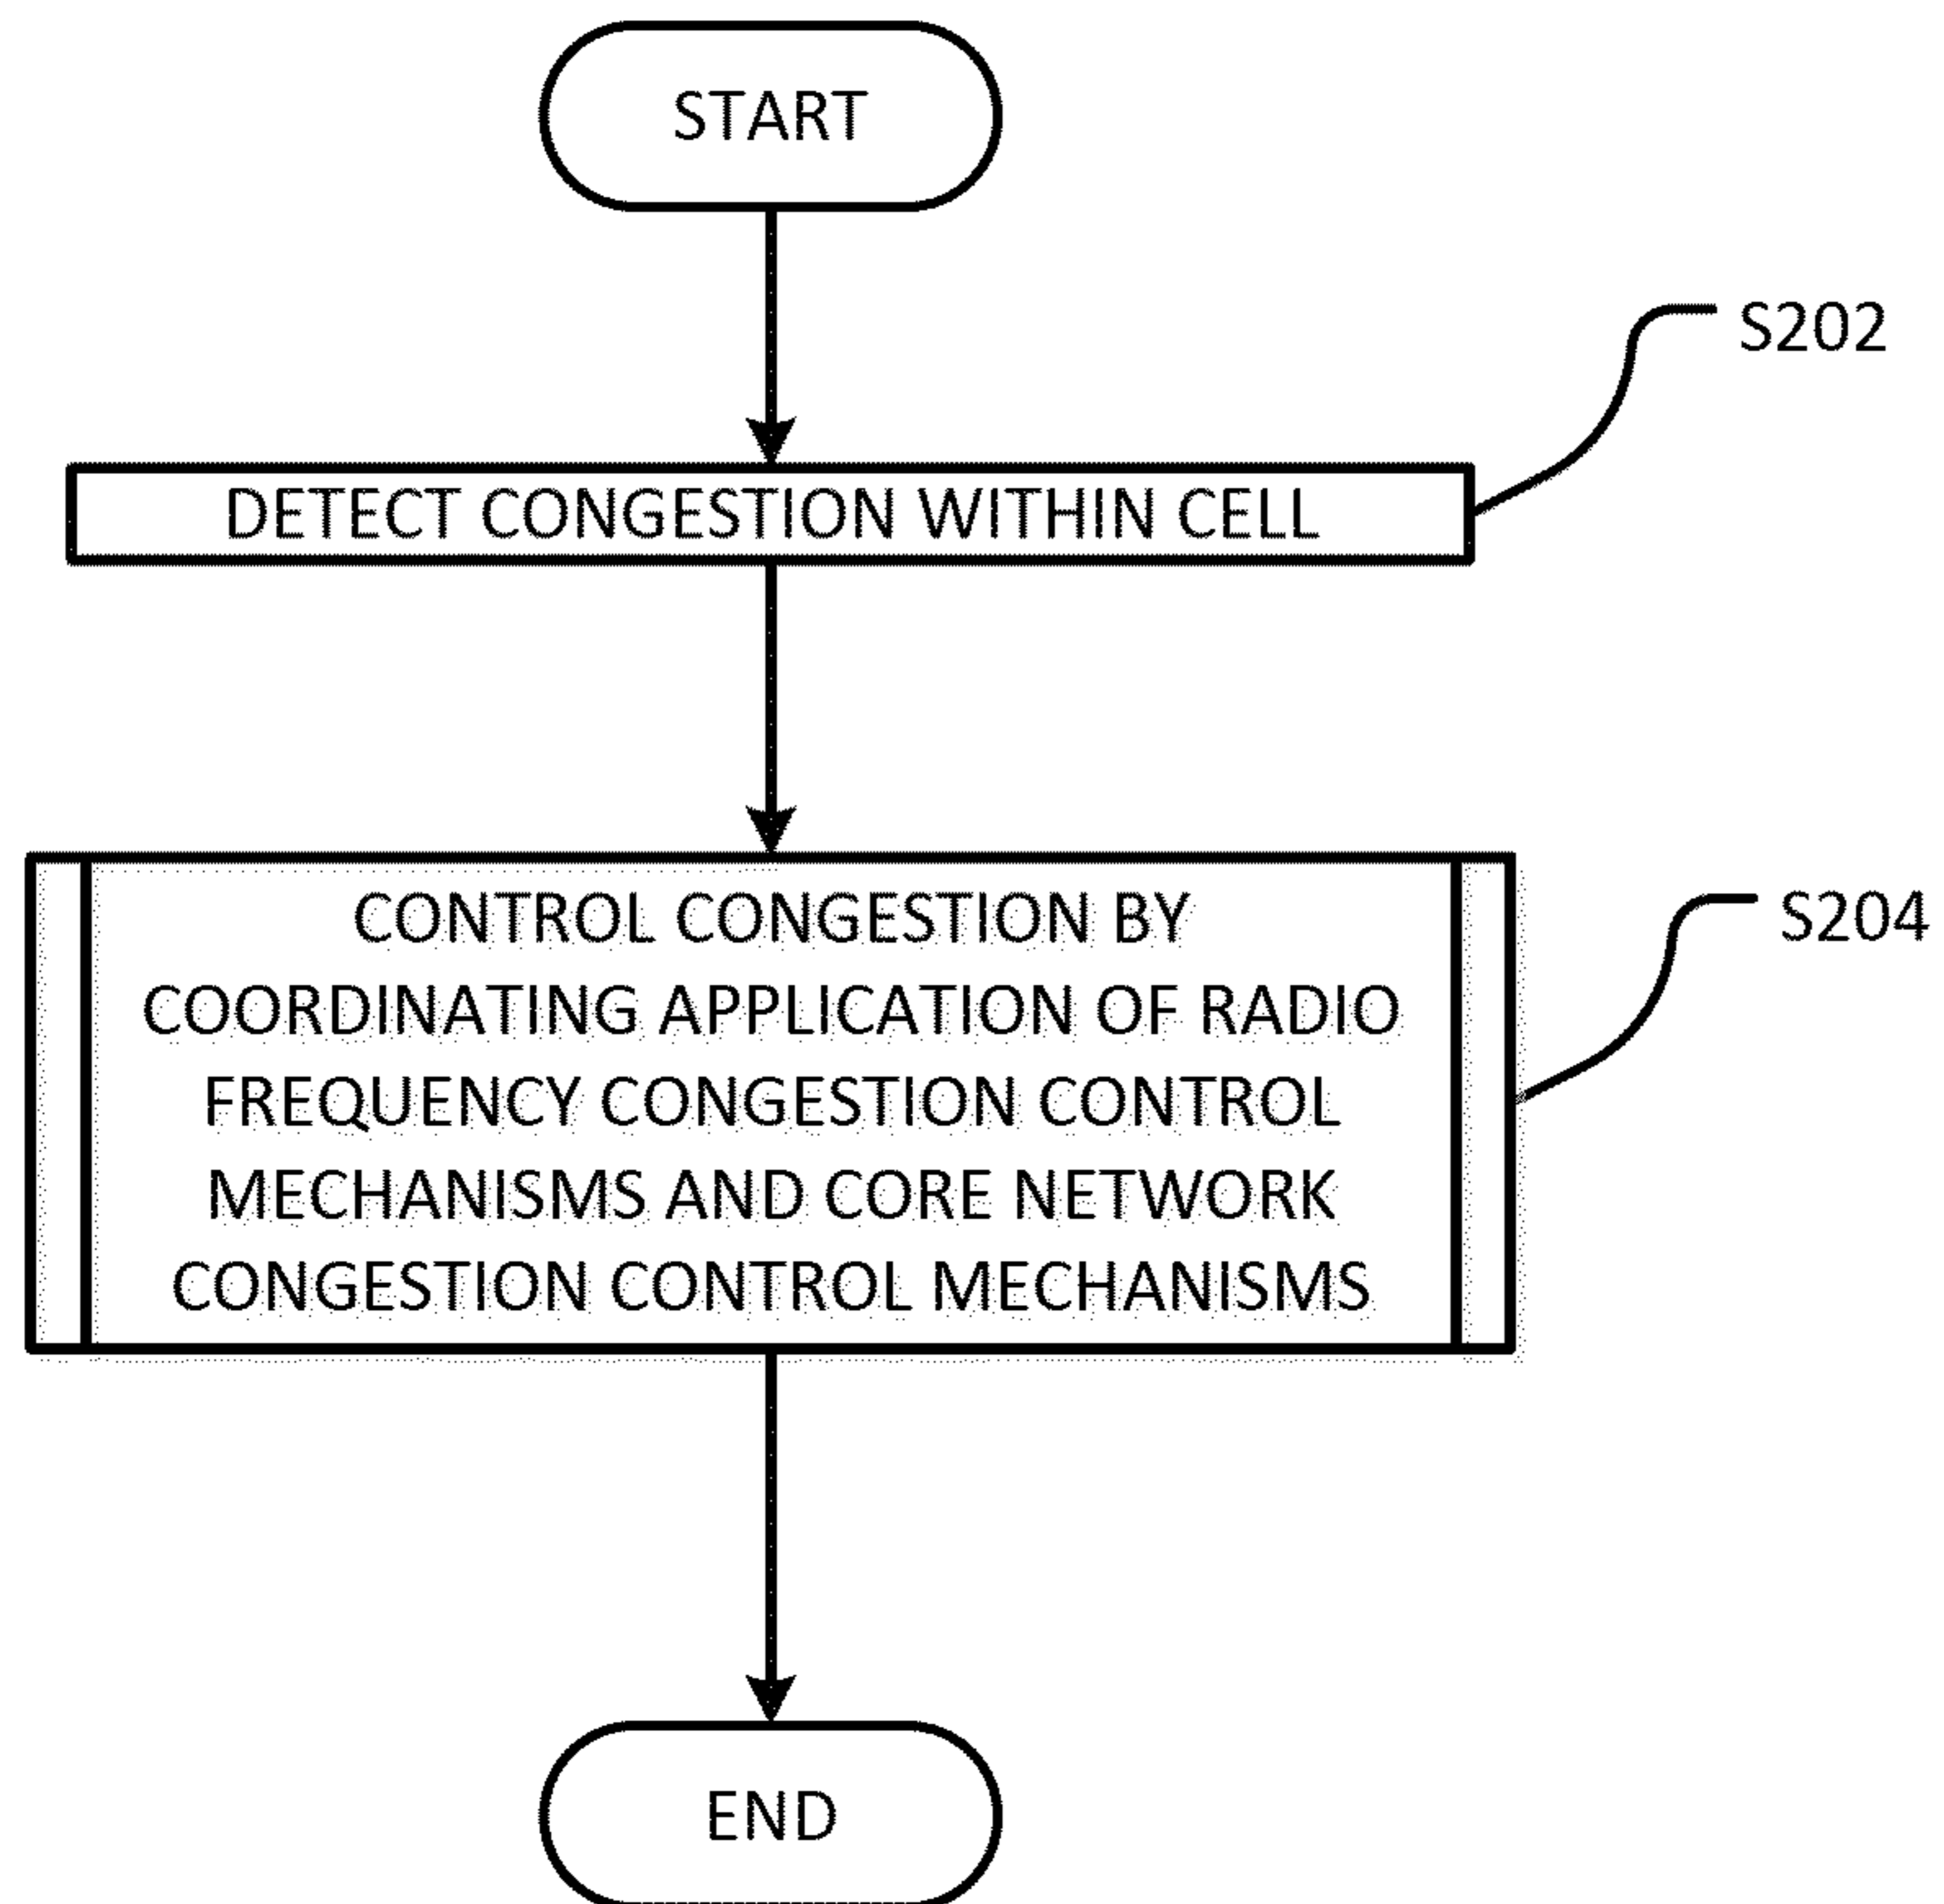 START
S202
DETECT CONGESTION WITHIN CELL
CONTROL CONGESTION BY
S204
COORDINATING APPLICATION OF RADIO
FREQUENCY CONGESTION CONTROL
MECHANISMS AND CORE NETWORK
CONGESTION CONTROL MECHANISMS
END